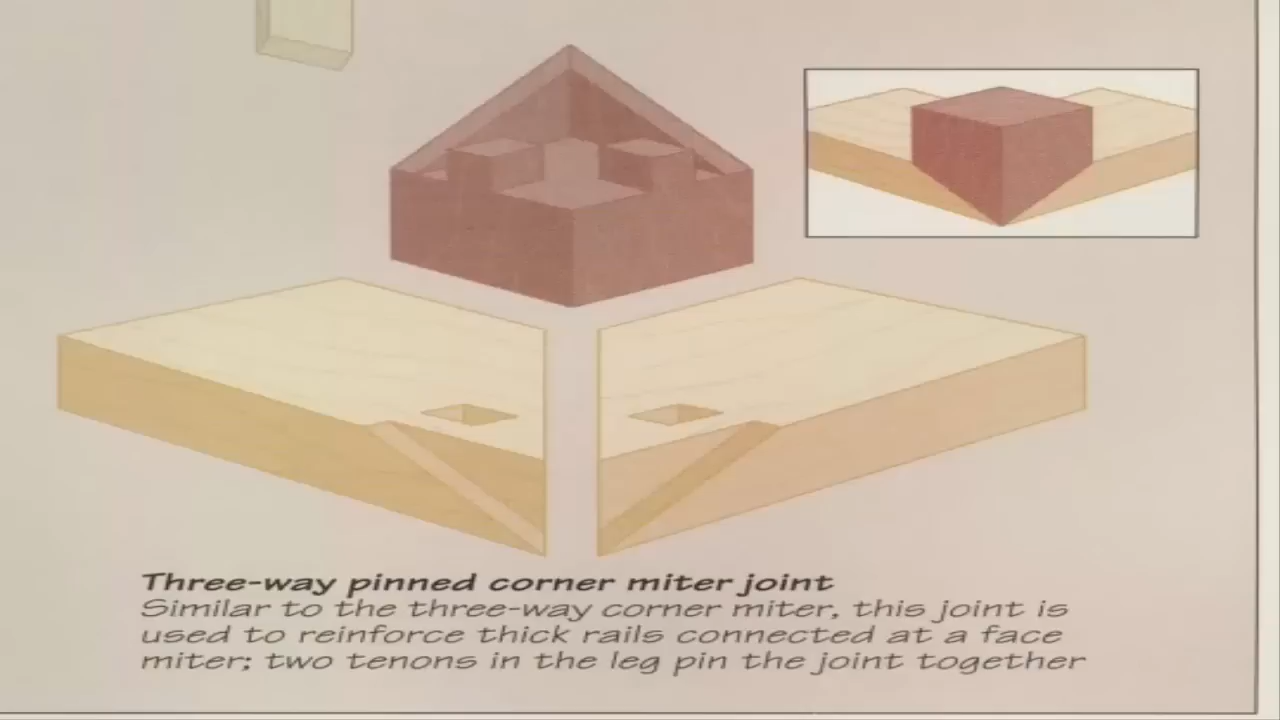 Three-way pinned corner miter joint
Similar to the three-way corner miter, this joint is
used to reinforce thick rails connected at a face
miter; two tenons in the leg pin the joint together